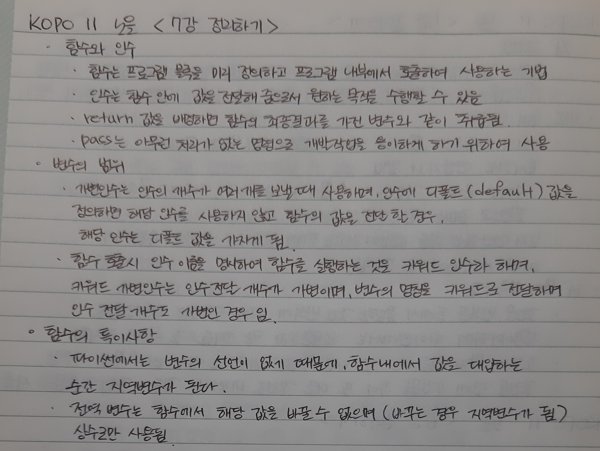 KOPO 11 노을 <7강 정리하기>
· 함수와 인수
· 함수는 프로그램 블록을 미리 정의하고 프로그램 내부에서 호출하여 사용하는 기법
· 인수는 함수 안에 값을 전달해 줌으로서 원하는 목적을 수행할 수 있음
· return 값을 배면하면 함수의 최종결과를 가진 변수와 같이 취급됨.
· pass는 아무런 처리가 없는 명령으로 개발작업을 용이하게 하기 위하여 사용
· 변수의 범위
· 가변인수는 인수의 개수가 여러개를 보낼 때 사용하며, 인수에 디폴트(default) 값을
정의하면 해당 인수를 사용하지 않고 함수의 값을 전달 한 경우,
해당 인수는 디폴트 값을 가지게 됨.
· 함수 호출시 인수 이름을 명시하여 함수를 실행하는 것을 키워드 인수라 하며,
키워드 가변인수는 인수전달 개수가 가변이며, 변수의 명칭을 키워드로 전달하며
인수 전달 개수도 가변인 경우 임.
· 함수의 특이사항
· 파이썬에서는 변수의 선언이 없기 때문에, 함수내에서 값을 대입하는
순간 지역변수가 된다.
· 전역 변수는 함수에서 해당 값을 바꿀 수 없으며 (바꾸는 경우 지역변수가 됨)
상수로만 사용됨.